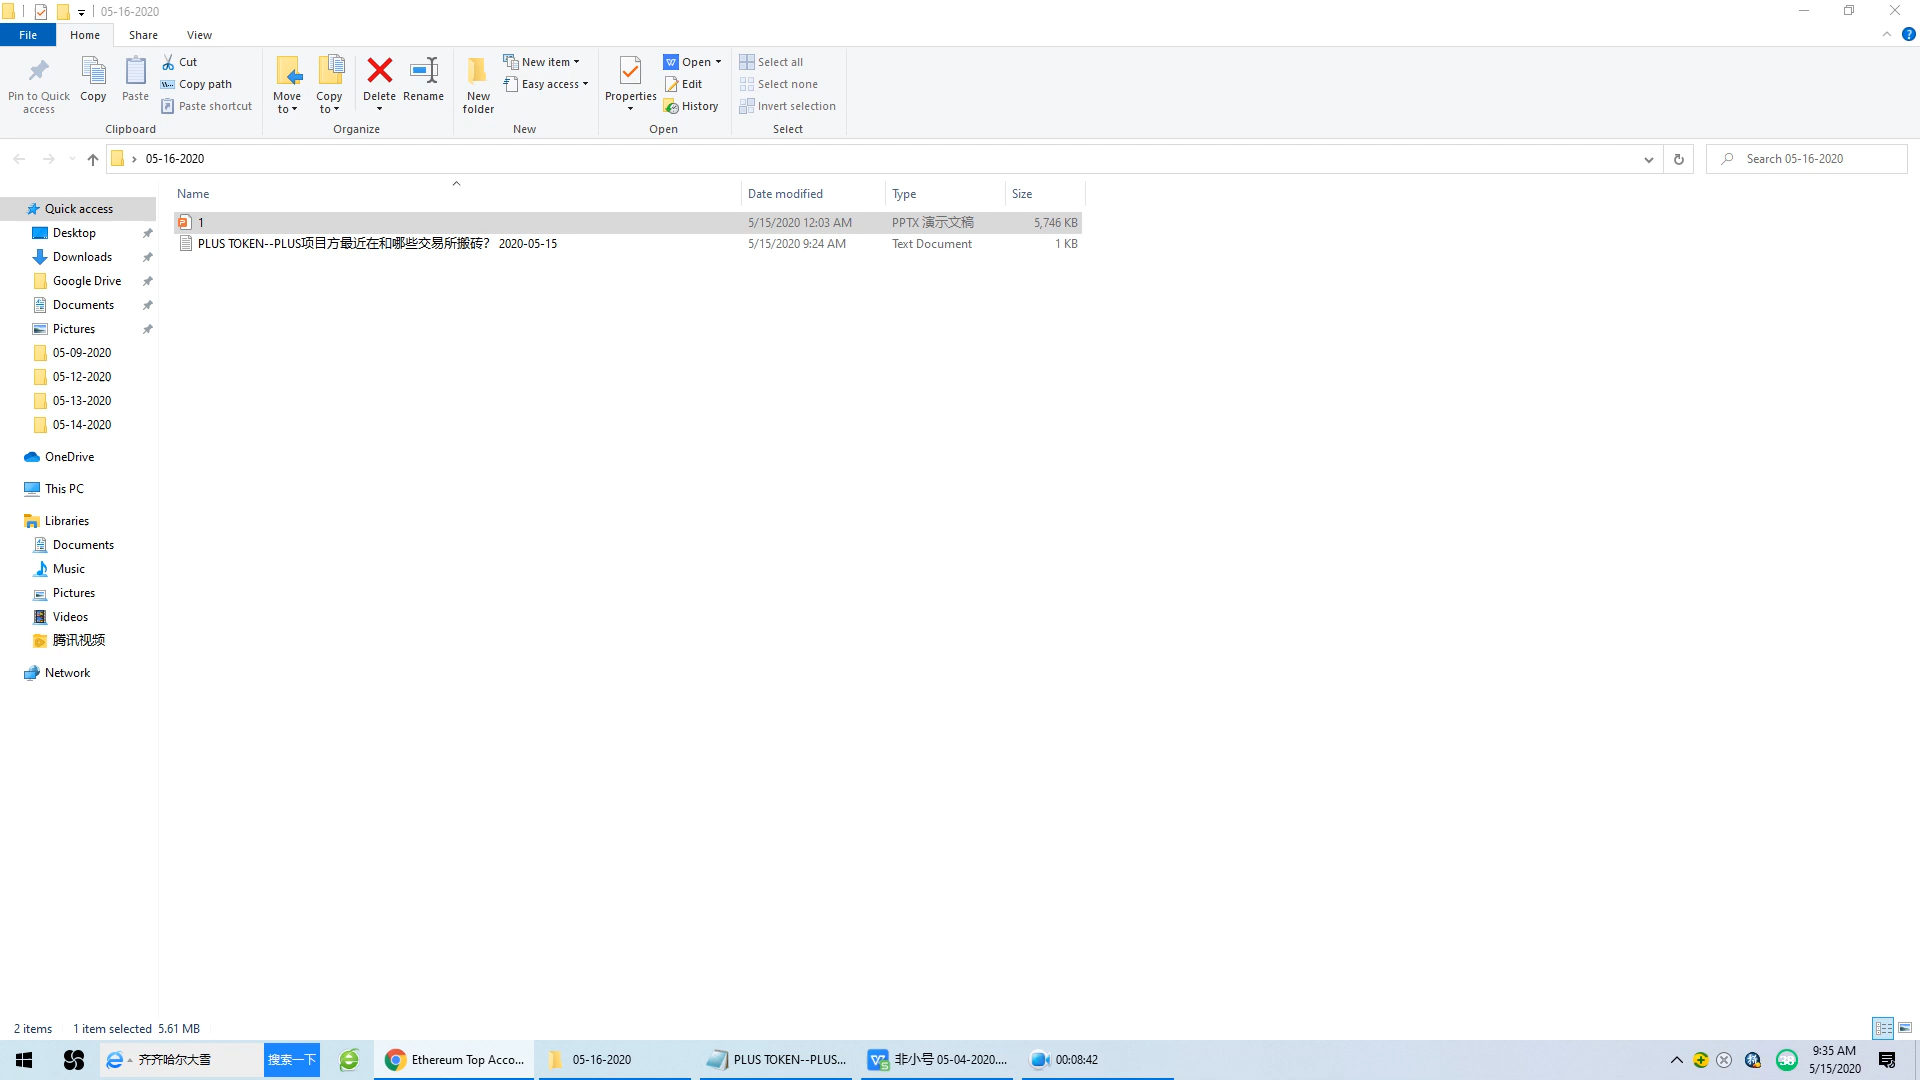 05-16-2020
File Home Share View
Pin to Quick access
Copy
Paste
Cut
Copy path
Paste shortcut
Clipboard
Move to
Copy to
Delete
Rename
Organize
New folder
New item
Easy access
New
Properties
Open
Edit
History
Open
Select all
Select none
Invert selection
Select
05-16-2020
Search 05-16-2020
Name Date modified Type Size
1 5/15/2020 12:03 AM PPTX 演示文稿 5,746 KB
PLUS TOKEN--PLUS项目方最近在和哪些交易所搬砖? 2020-05-15 5/15/2020 9:24 AM Text Document 1 KB
Quick access
Desktop
Downloads
Google Drive
Documents
Pictures
05-09-2020
05-12-2020
05-13-2020
05-14-2020
OneDrive
This PC
Libraries
Documents
Music
Pictures
Videos
腾讯视频
Network
2 items 1 item selected 5.61 MB
齐齐哈尔大雪 搜索一下 Ethereum Top Acco... 05-16-2020 PLUS TOKEN--PLUS... 非小号 05-04-2020.... 00:08:42 38
9:35 AM
5/15/2020